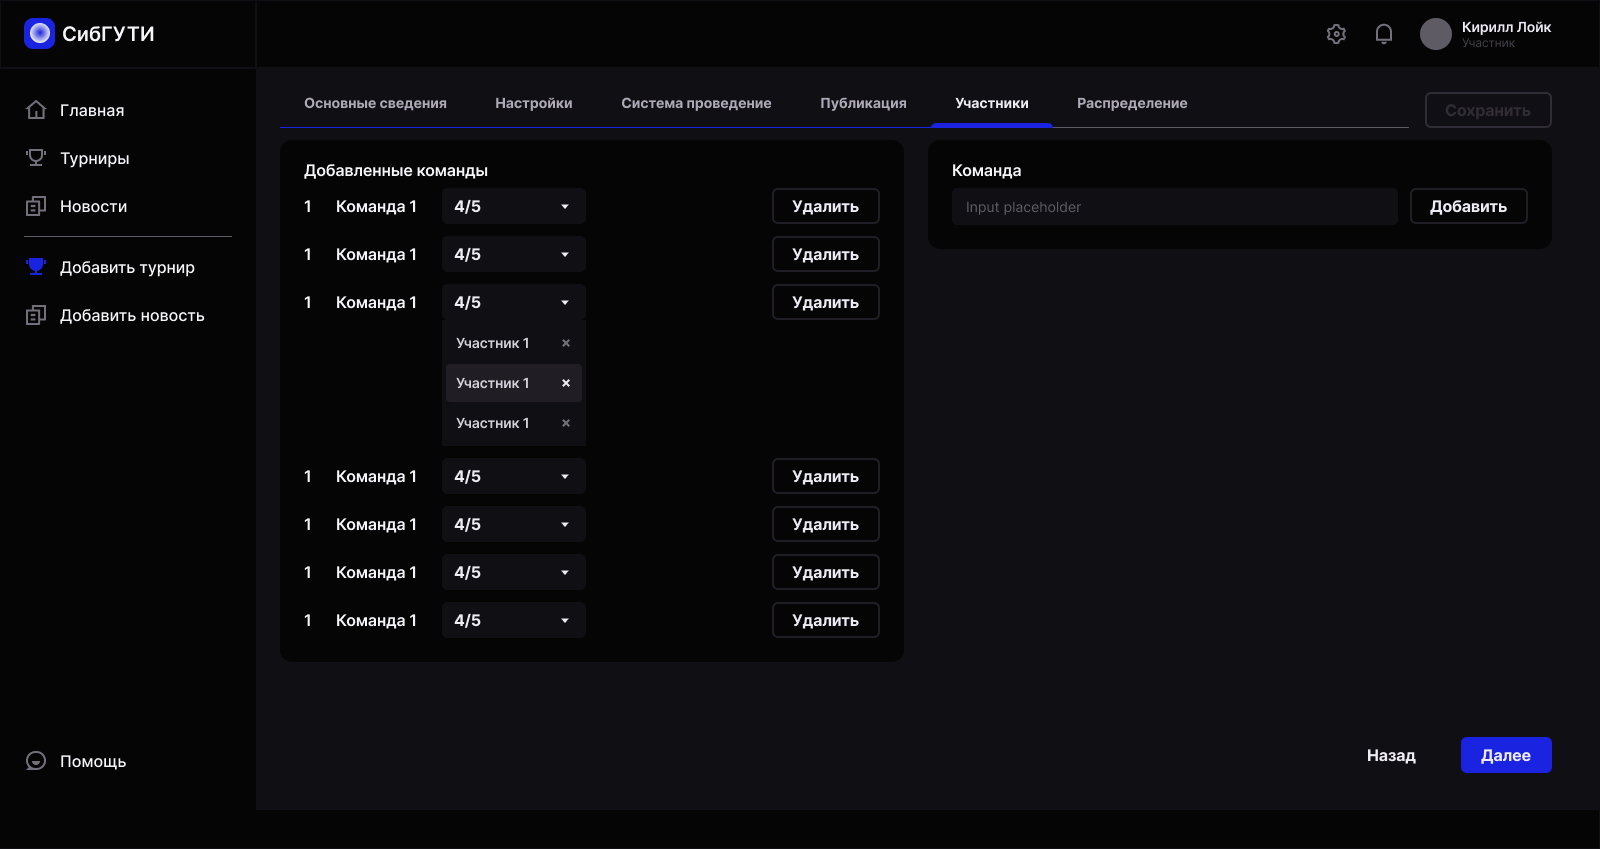 СибГУТИ
Кирилл Лойк
Участник
Главная
Турниры
Новости
Добавить турнир
Добавить новость
Помощь
Основные сведения
Настройки
Система проведение
Публикация
Участники
Распределение
Сохранить
Добавленные команды
1 Команда 1 4/5 Удалить
1 Команда 1 4/5 Удалить
1 Команда 1 4/5 Удалить
Участник 1
Участник 1
Участник 1
1 Команда 1 4/5 Удалить
1 Команда 1 4/5 Удалить
1 Команда 1 4/5 Удалить
1 Команда 1 4/5 Удалить
Команда
Input placeholder
Добавить
Назад
Далее